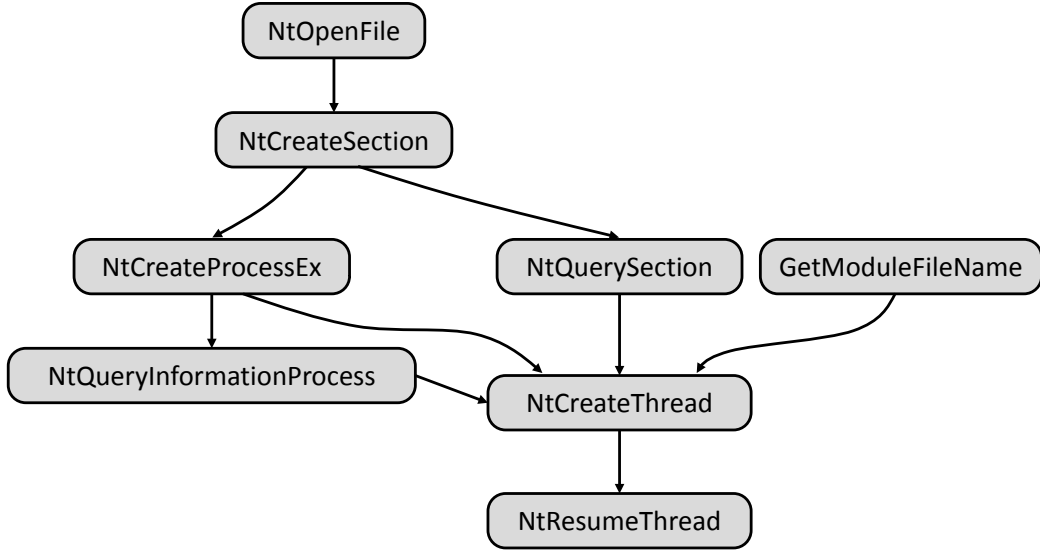 NtOpenFile
NtCreateSection
NtCreateProcessEx
NtQuerySection
GetModuleFileName
NtQueryInformationProcess
NtCreateThread
NtResumeThread